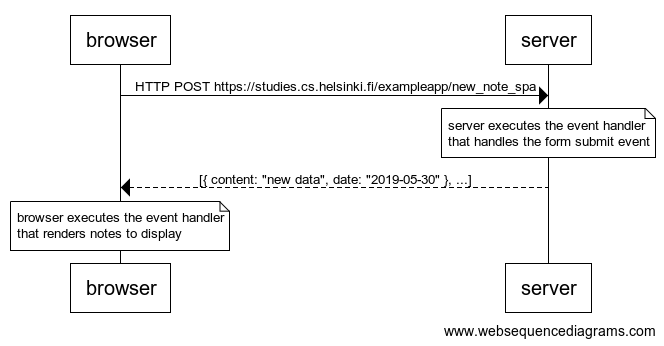 browser
server
HTTP POST https://studies.cs.helsinki.fi/exampleapp/new_note_spa
server executes the event handler
that handles the form submit event
[{ content: "new data", date: "2019-05-30" }, ...]
browser executes the event handler
that renders notes to display
browser
server
www.websequencediagrams.com